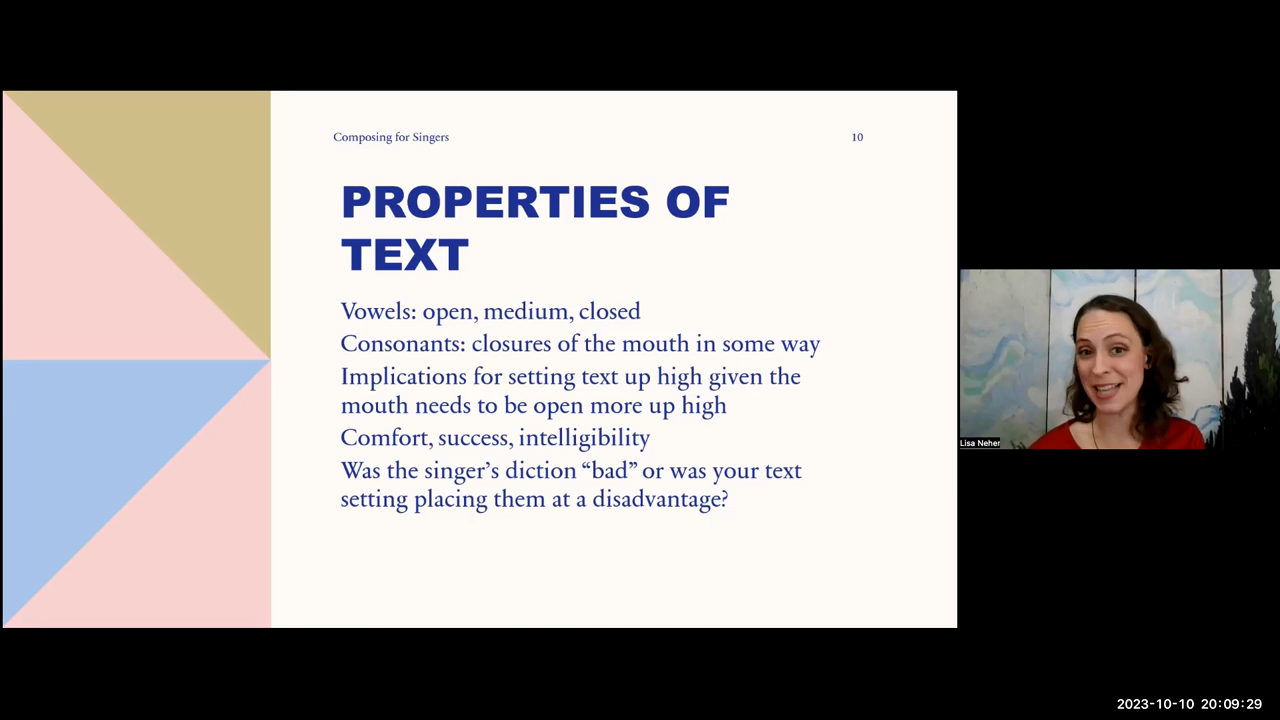 Composing for Singers
10
PROPERTIES OF
TEXT
Vowels: open, medium, closed
Consonants: closures of the mouth in some way
Implications for setting text up high given the
mouth needs to be open more up high
Comfort, success, intelligibility
Was the singer’s diction “bad” or was your text
setting placing them at a disadvantage?
Lisa Neher
2023-10-10 20:09:29